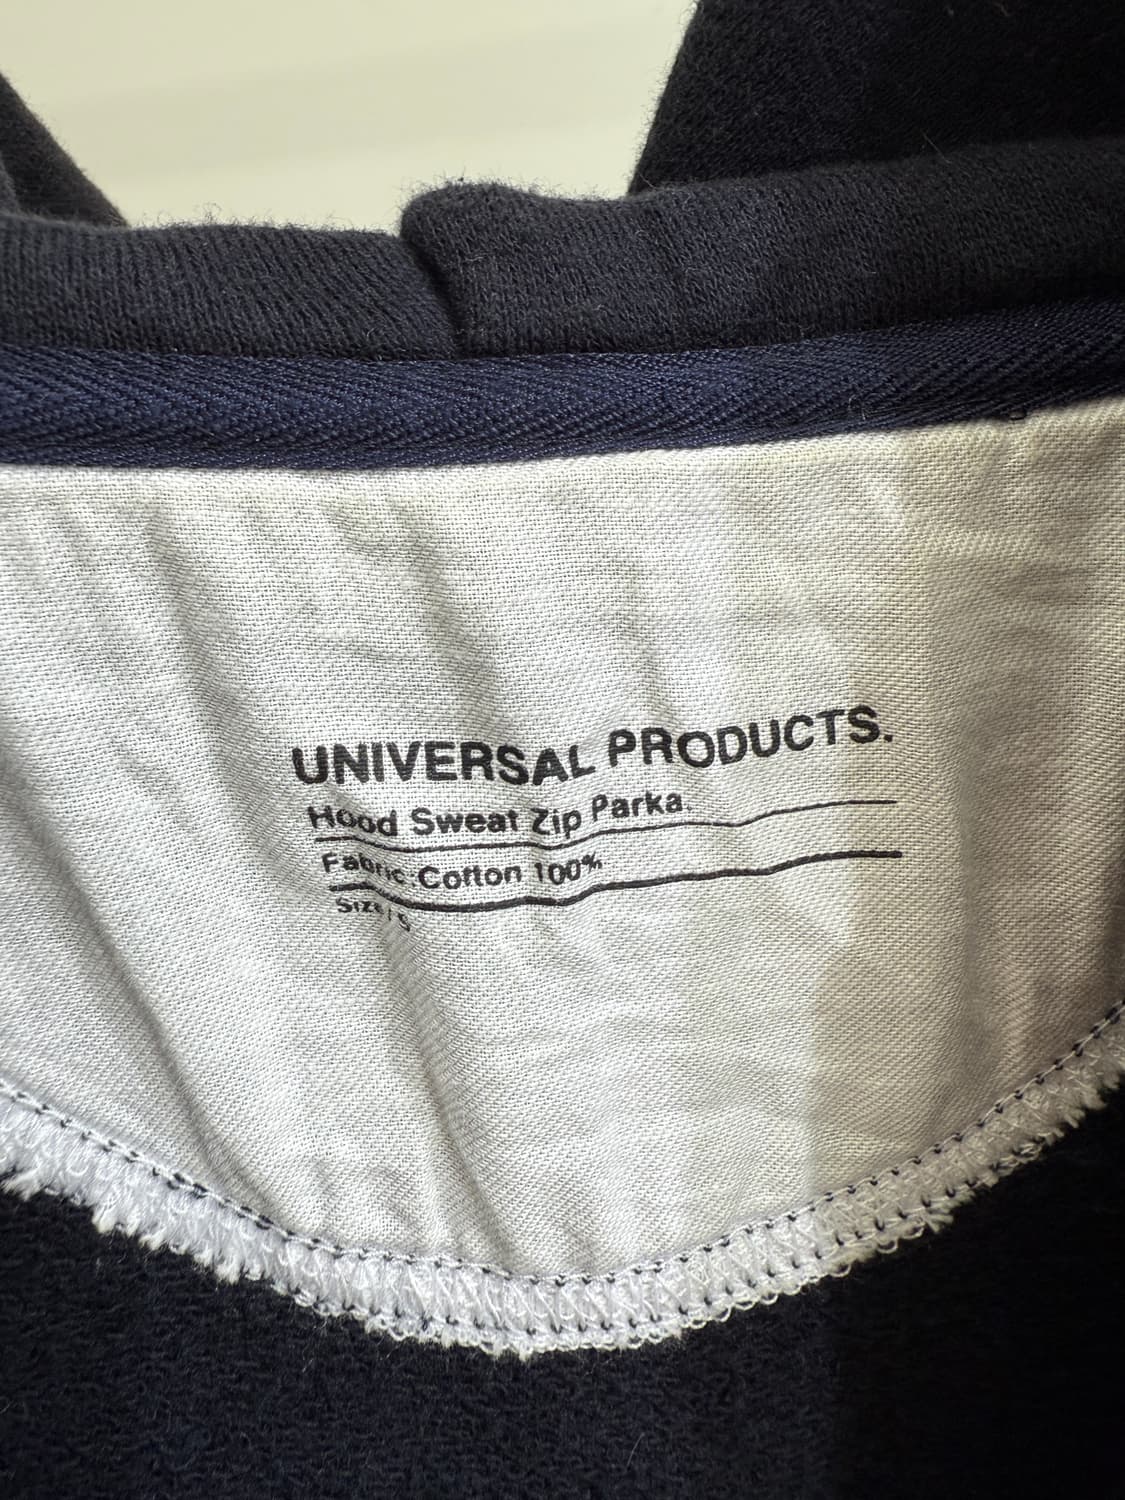 UNIVERSAL PRODUCTS.
Hood Sweat Zip Parka.
Fabric:Cotton 100%
Size/S